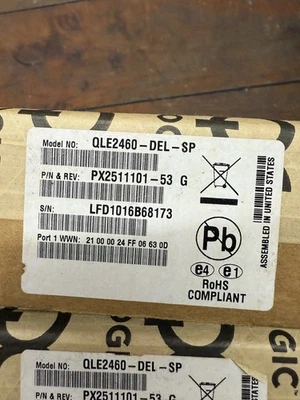 Model NO: QLE2460-DEL-SP
P/N & REV: PX2511101-53 G
S/N: LFD1016B68173
Port 1 WWN: 21 00 00 24 FF 06 63 0D
ASSEMBLED IN UNITED STATES
Pb
e4 e1
RoHS
COMPLIANT
Model NO: QLE2460-DEL-SP
P/N & REV: PX2511101-53 G